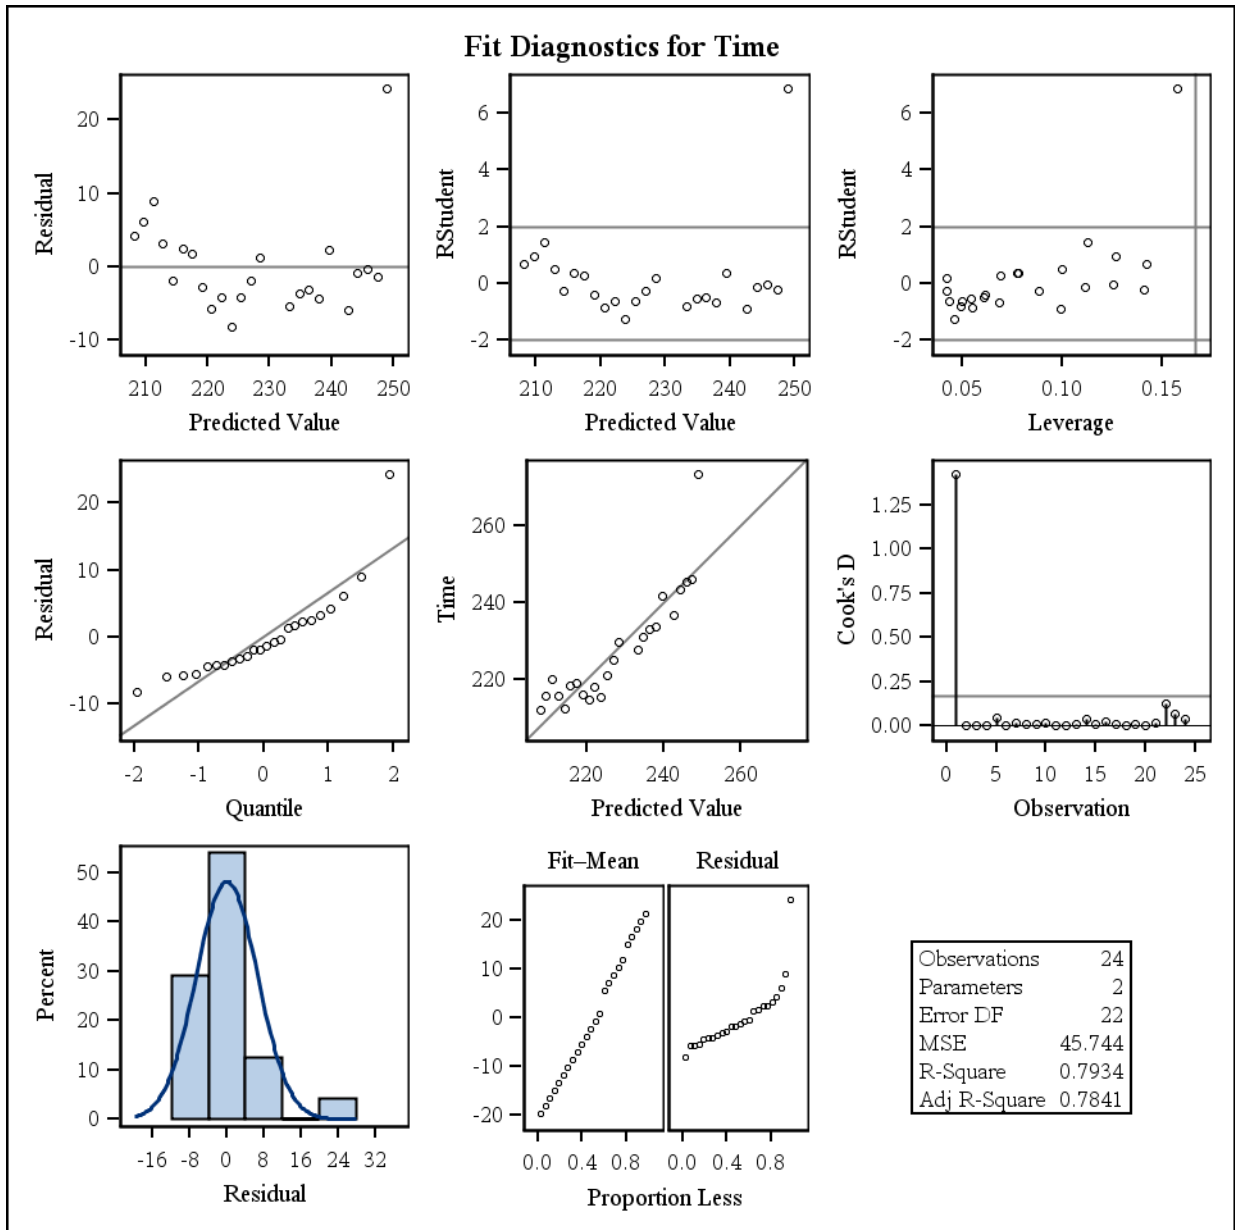 Fit Diagnostics for Time
Residual
20
10
0
-10
210 220 230 240 250
Predicted Value
RStudent
6
4
2
0
-2
210 220 230 240 250
Predicted Value
RStudent
6
4
2
0
-2
0.05 0.10 0.15
Leverage
Residual
20
10
0
-10
-2 -1 0 1 2
Quantile
Time
260
240
220
220 240 260
Predicted Value
Cook's D
1.25
1.00
0.75
0.50
0.25
0.00
0 5 10 15 20 25
Observation
Percent
50
40
30
20
10
0
-16 -8 0 8 16 24 32
Residual
Fit–Mean Residual
20
10
0
-10
-20
0.0 0.4 0.8 0.0 0.4 0.8
Proportion Less
Observations 24
Parameters 2
Error DF 22
MSE 45.744
R-Square 0.7934
Adj R-Square 0.7841